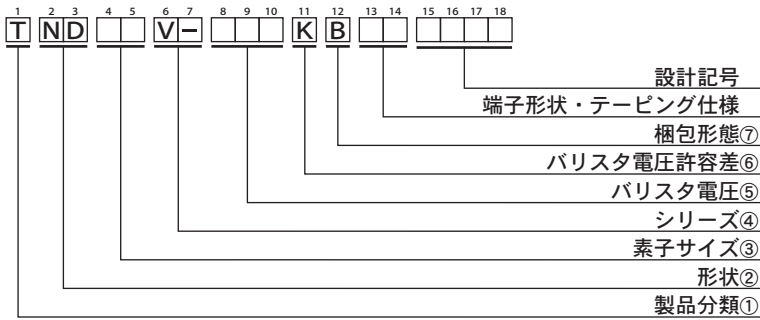 1 2 3 4 5 6 7 8 9 10 11 12 13 14 15 16 17 18
T ND V- K B
設計記号
端子形状・テーピング仕様
梱包形態⑦
バリスタ電圧許容差⑥
バリスタ電圧⑤
シリーズ④
素子サイズ③
形状②
製品分類①